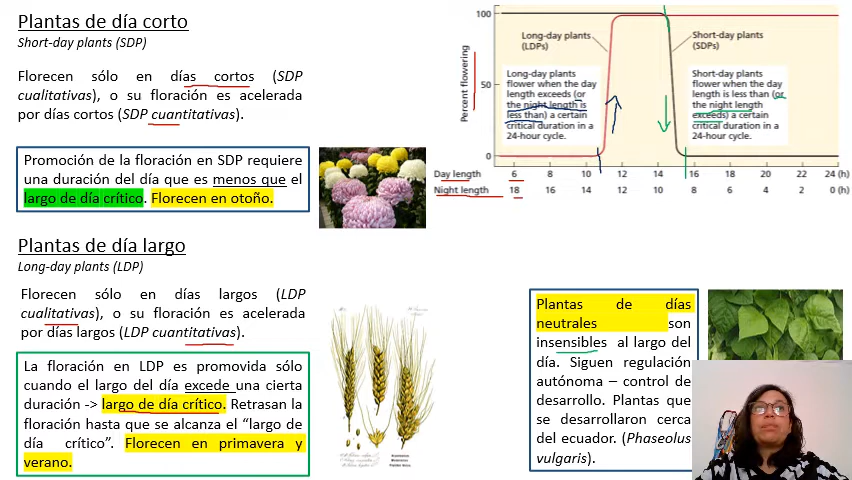 Plantas de día corto
Short-day plants (SDP)
Florecen sólo en días cortos (SDP
cualitativas), o su floración es acelerada
por días cortos (SDP cuantitativas).
Promoción de la floración en SDP requiere
una duración del día que es menos que el
largo de día crítico. Florecen en otoño.
Plantas de día largo
Long-day plants (LDP)
Florecen sólo en días largos (LDP
cualitativas), o su floración es acelerada
por días largos (LDP cuantitativas).
La floración en LDP es promovida sólo
cuando el largo del día excede una cierta
duración -> largo de día crítico. Retrasan la
floración hasta que se alcanza el “largo de
día crítico”. Florecen en primavera y
verano.
Percent flowering
100
50
0
Long-day plants
(LDPs)
Short-day plants
(SDPs)
Long-day plants
flower when the day
length exceeds (or
the night length is
less than) a certain
critical duration in a
24-hour cycle.
Short-day plants
flower when the day
length is less than (or
the night length
exceeds) a certain
critical duration in a
24-hour cycle.
Day length 6 8 10 12 14 16 18 20 22 24 (h)
Night length 18 16 14 12 10 8 6 4 2 0 (h)
Plantas de días
neutrales son
insensibles al largo del
día. Siguen regulación
autónoma – control de
desarrollo. Plantas que
se desarrollaron cerca
del ecuador. (Phaseolus
vulgaris).